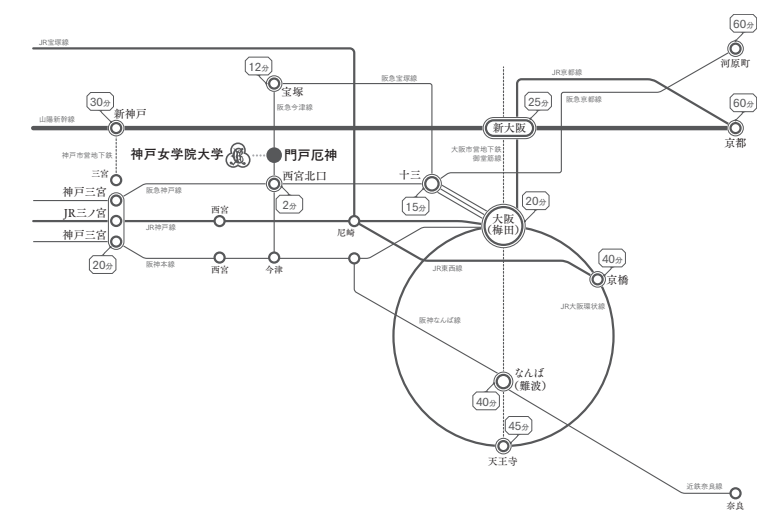 60分
河原町
JR宝塚線
JR京都線
12分
宝塚
阪急宝塚線
阪急今津線
阪急京都線
30分
新神戸
25分
60分
山陽新幹線
新大阪
京都
神戸市営地下鉄
神戸女学院大学
門戸厄神
大阪市営地下鉄
御堂筋線
三宮
西宮北口
十三
神戸三宮
阪急神戸線
2分
15分
20分
JR三ノ宮
西宮
大阪
(梅田)
JR神戸線
尼崎
神戸三宮
20分
阪神本線
西宮
今津
JR東西線
40分
京橋
JR大阪環状線
阪神なんば線
なんば
(難波)
40分
45分
天王寺
近鉄奈良線
奈良